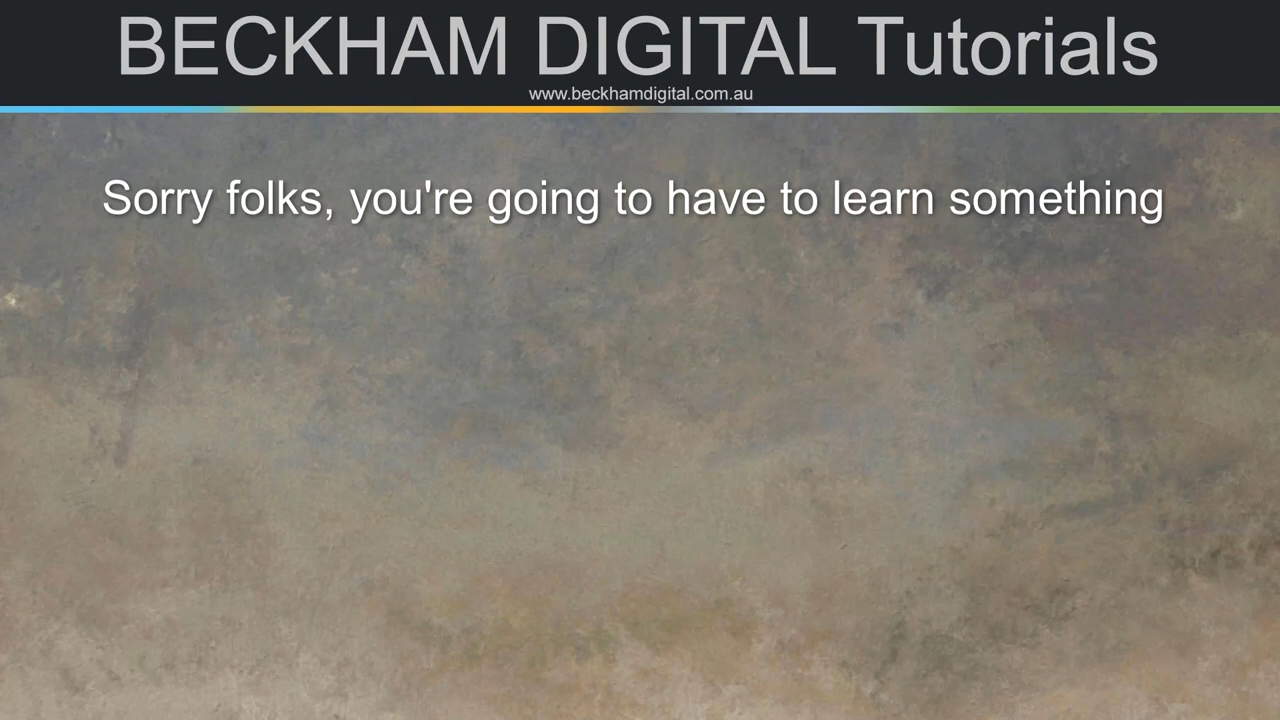 BECKHAM DIGITAL Tutorials
www.beckhamdigital.com.au
Sorry folks, you're going to have to learn something